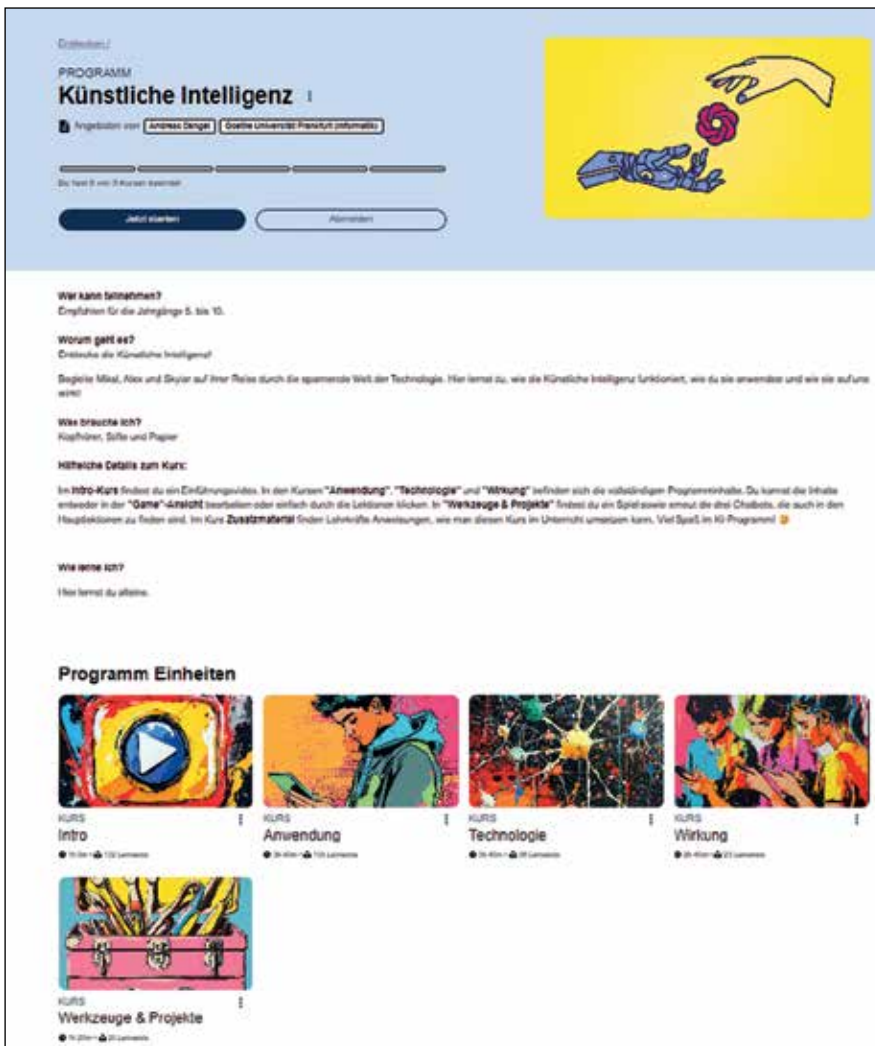 Entdecken /
PROGRAMM
Künstliche Intelligenz
Angeboten von Andreas Dengel Goethe Universität Frankfurt (Informatik)
Du hast 0 von 5 Kursen beendet
Jetzt starten
Abmelden
Wer kann teilnehmen?
Empfohlen für die Jahrgänge 5. bis 10.
Worum geht es?
Entdecke die Künstliche Intelligenz!
Begleite Mikal, Alex und Skylar auf ihrer Reise durch die spannende Welt der Technologie. Hier lernst du, wie die Künstliche Intelligenz funktioniert, wie du sie anwendest und wie sie auf uns
wirkt!
Was brauche ich?
Kopfhörer, Stifte und Papier
Hilfreiche Details zum Kurs:
Im Intro-Kurs findest du ein Einführungsvideo. In den Kursen "Anwendung", "Technologie" und "Wirkung" befinden sich die vollständigen Programminhalte. Du kannst die Inhalte
entweder in der "Game"-Ansicht bearbeiten oder einfach durch die Lektionen klicken. In "Werkzeuge & Projekte" findest du ein Spiel sowie erneut die drei Chatbots, die auch in den
Hauptlektionen zu finden sind. Im Kurs Zusatzmaterial finden Lehrkräfte Anweisungen, wie man diesen Kurs im Unterricht umsetzen kann. Viel Spaß im KI-Programm!
Wie lerne ich?
Hier lernst du alleine.
Programm Einheiten
KURS
Intro
KURS
Anwendung
KURS
Technologie
KURS
Wirkung
KURS
Werkzeuge & Projekte